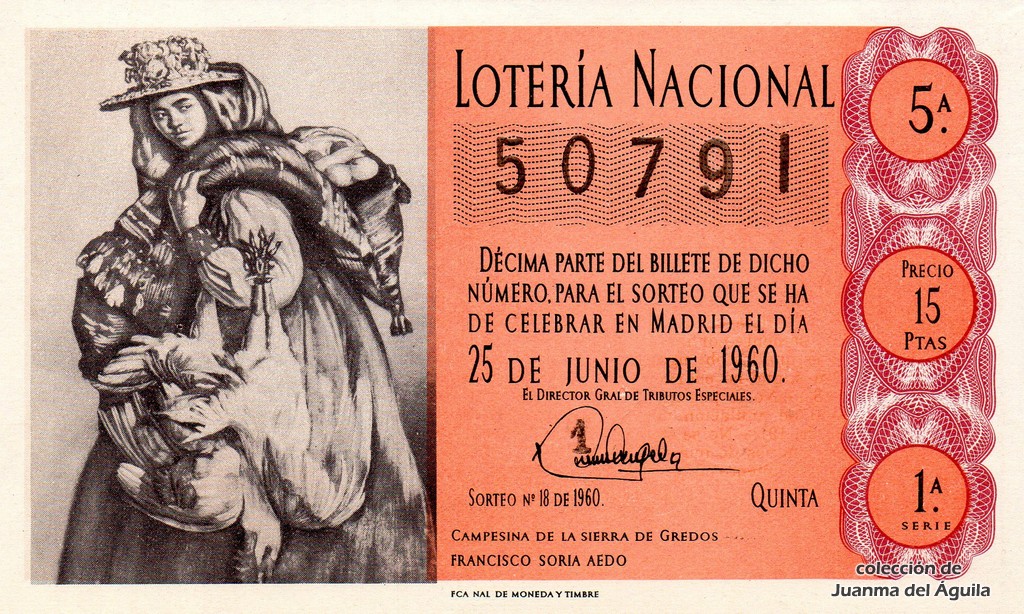 LOTERÍA NACIONAL
50791
DÉCIMA PARTE DEL BILLETE DE DICHO
NÚMERO, PARA EL SORTEO QUE SE HA
DE CELEBRAR EN MADRID EL DÍA
25 DE JUNIO DE 1960.
EL DIRECTOR GRAL DE TRIBUTOS ESPECIALES.
1
SORTEO Nº 18 DE 1960.
QUINTA
CAMPESINA DE LA SIERRA DE GREDOS
FRANCISCO SORIA AEDO
FCA NAL DE MONEDA Y TIMBRE
5.ª
PRECIO
15
PTAS
1.ª
SERIE
colección de
Juanma del Águila